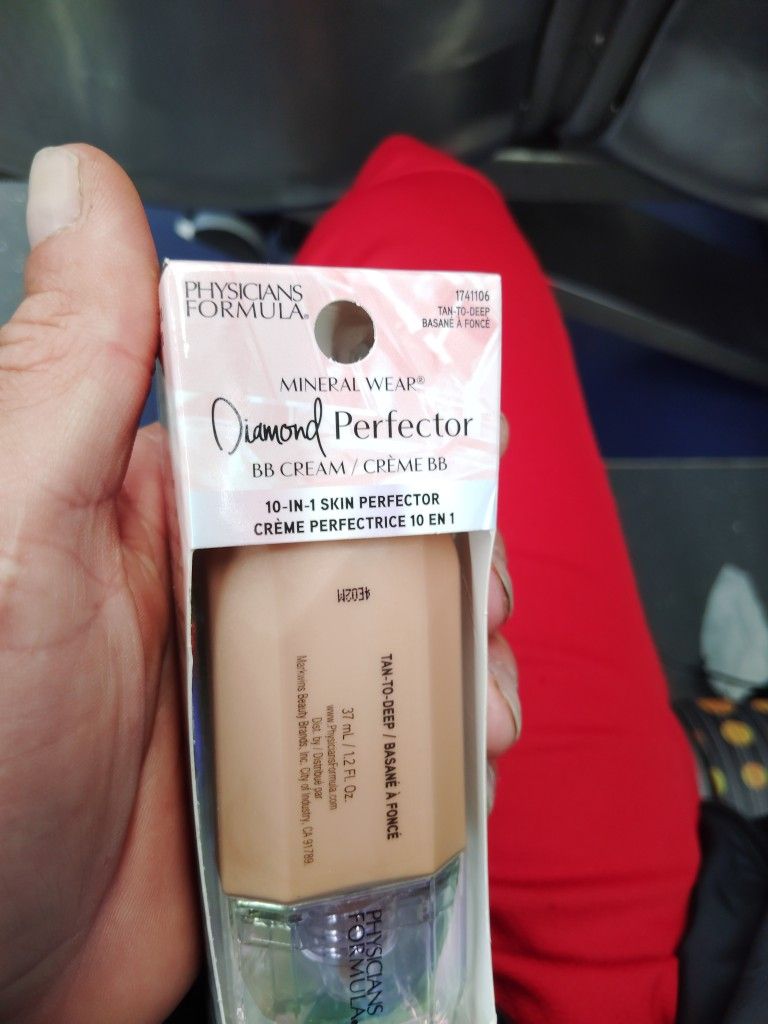 PHYSICIANS
FORMULA®
1741106
TAN-TO-DEEP
BASANÉ À FONCÉ
MINERAL WEAR®
Diamond Perfector
BB CREAM / CRÈME BB
10-IN-1 SKIN PERFECTOR
CRÈME PERFECTRICE 10 EN 1
4E02M
TAN-TO-DEEP / BASANÉ À FONCÉ
37 mL / 1.2 Fl. Oz.
www.PhysiciansFormula.com
Dist. by / Distribué par
Markwins Beauty Brands, Inc. City of Industry, CA 91789.
PHYSICIANS
FORMULA®